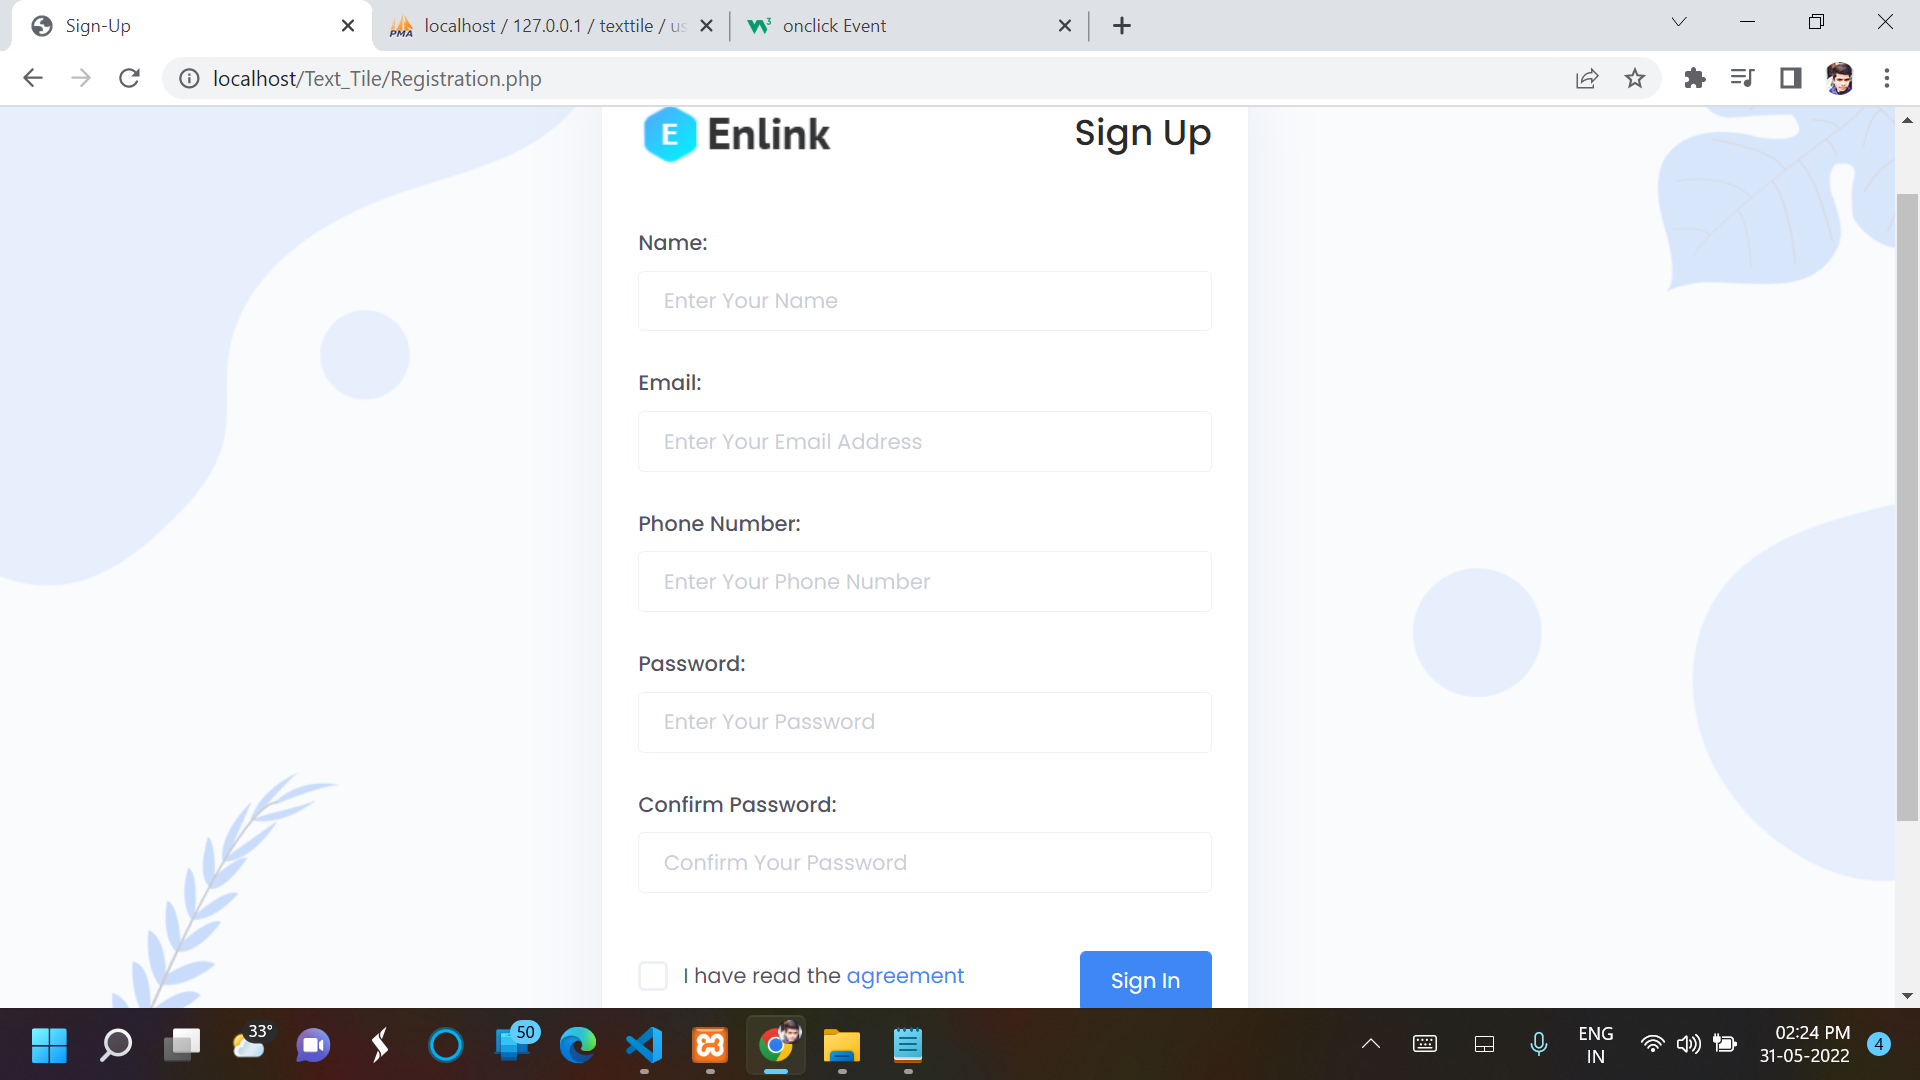 Sign-Up
localhost / 127.0.0.1 / texttile / us
onclick Event
localhost/Text_Tile/Registration.php
E Enlink
Sign Up
Name:
Enter Your Name
Email:
Enter Your Email Address
Phone Number:
Enter Your Phone Number
Password:
Enter Your Password
Confirm Password:
Confirm Your Password
I have read the agreement
Sign In
33°
50
ENG
IN
02:24 PM
31-05-2022
4